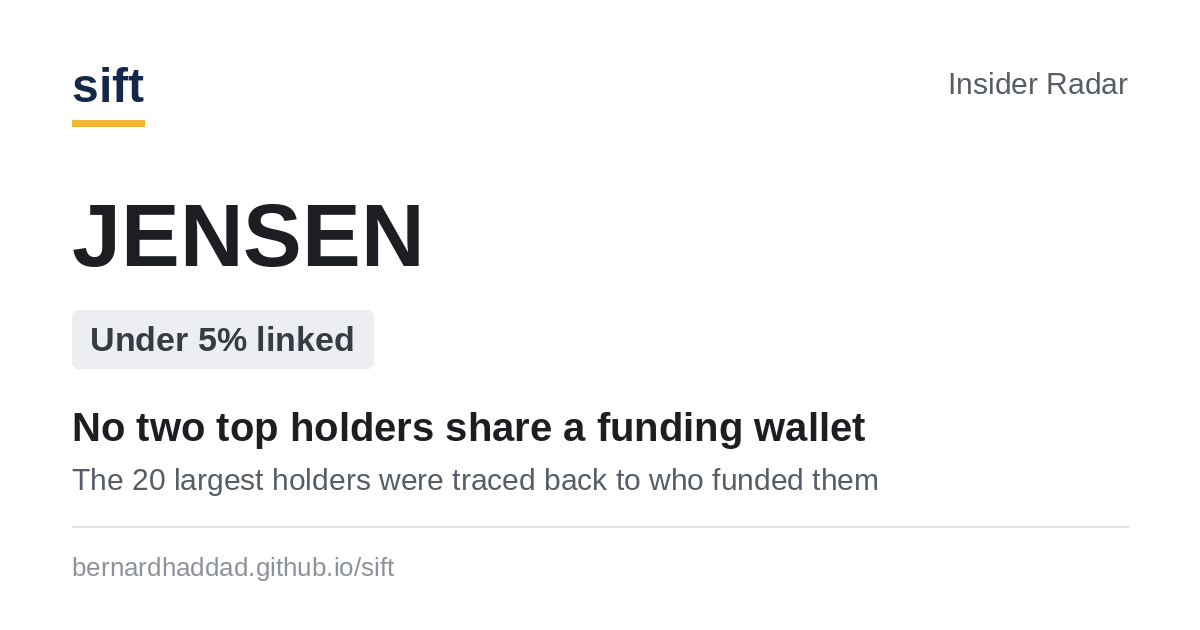 sift
Insider Radar
JENSEN
Under 5% linked
No two top holders share a funding wallet
The 20 largest holders were traced back to who funded them
bernardhaddad.github.io/sift